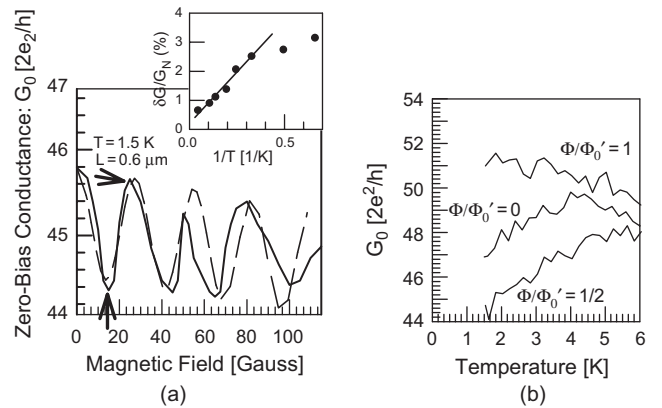 Zero-Bias Conductance: G₀ [2e₂/h]
47
46
45
44
T = 1.5 K
L = 0.6 μm
0 20 40 60 80 100
Magnetic Field [Gauss]
(a)
δG/G_N (%)
4
3
2
1
0
0.0 0.5
1/T [1/K]
G₀ [2e²/h]
54
52
50
48
46
44
Φ/Φ₀′ = 1
Φ/Φ₀′ = 0
Φ/Φ₀′ = 1/2
0 1 2 3 4 5 6
Temperature [K]
(b)